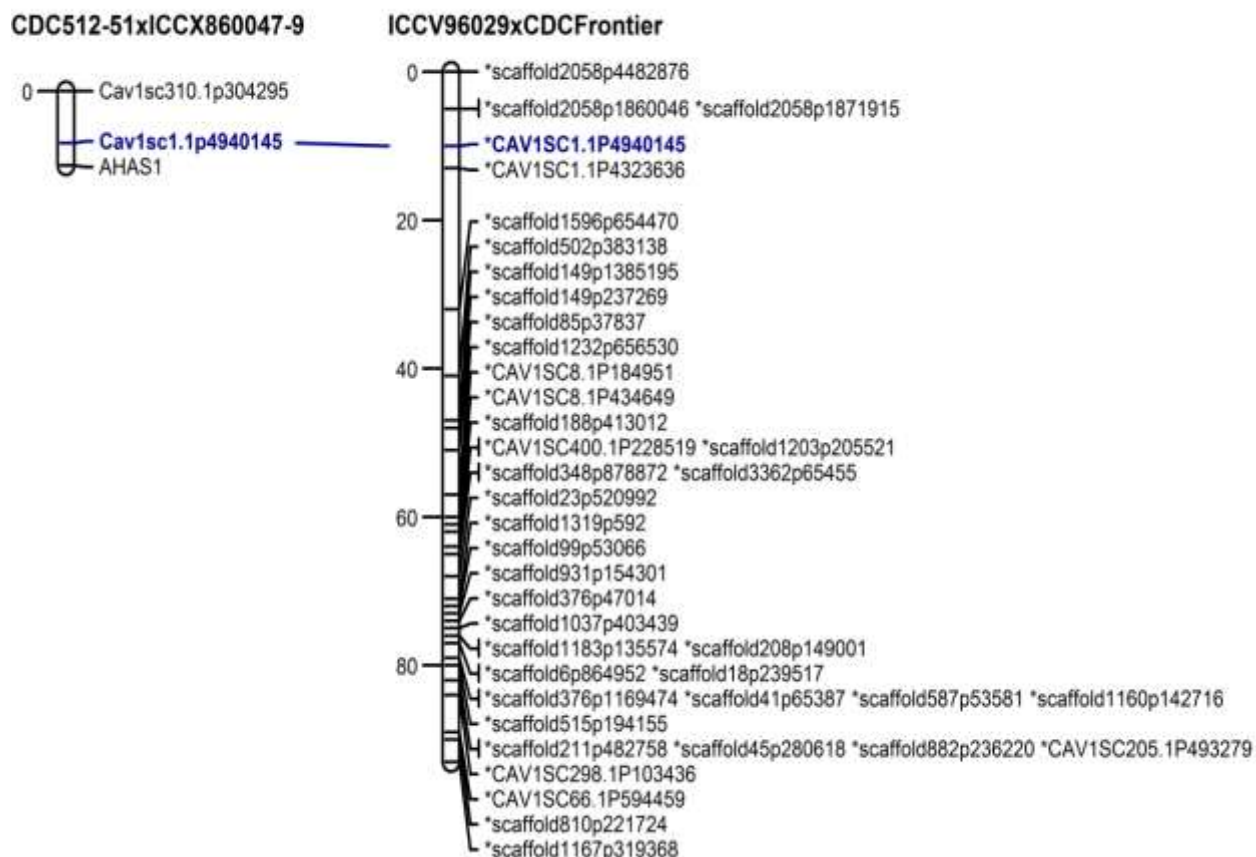 CDC512-51xICCX860047-9
0
Cav1sc310.1p304295
Cav1sc1.1p4940145
AHAS1
ICCV96029xCDCFrontier
0
20
40
60
80
*scaffold2058p4482876
*scaffold2058p1860046 *scaffold2058p1871915
*CAV1SC1.1P4940145
*CAV1SC1.1P4323636
*scaffold1596p654470
*scaffold502p383138
*scaffold149p1385195
*scaffold149p237269
*scaffold85p37837
*scaffold1232p656530
*CAV1SC8.1P184951
*CAV1SC8.1P434649
*scaffold188p413012
*CAV1SC400.1P228519 *scaffold1203p205521
*scaffold348p878872 *scaffold3362p65455
*scaffold23p520992
*scaffold1319p592
*scaffold99p53066
*scaffold931p154301
*scaffold376p47014
*scaffold1037p403439
*scaffold1183p135574 *scaffold208p149001
*scaffold6p864952 *scaffold18p239517
*scaffold376p1169474 *scaffold41p65387 *scaffold587p53581 *scaffold1160p142716
*scaffold515p194155
*scaffold211p482758 *scaffold45p280618 *scaffold882p236220 *CAV1SC205.1P493279
*CAV1SC298.1P103436
*CAV1SC66.1P594459
*scaffold810p221724
*scaffold1167p319368